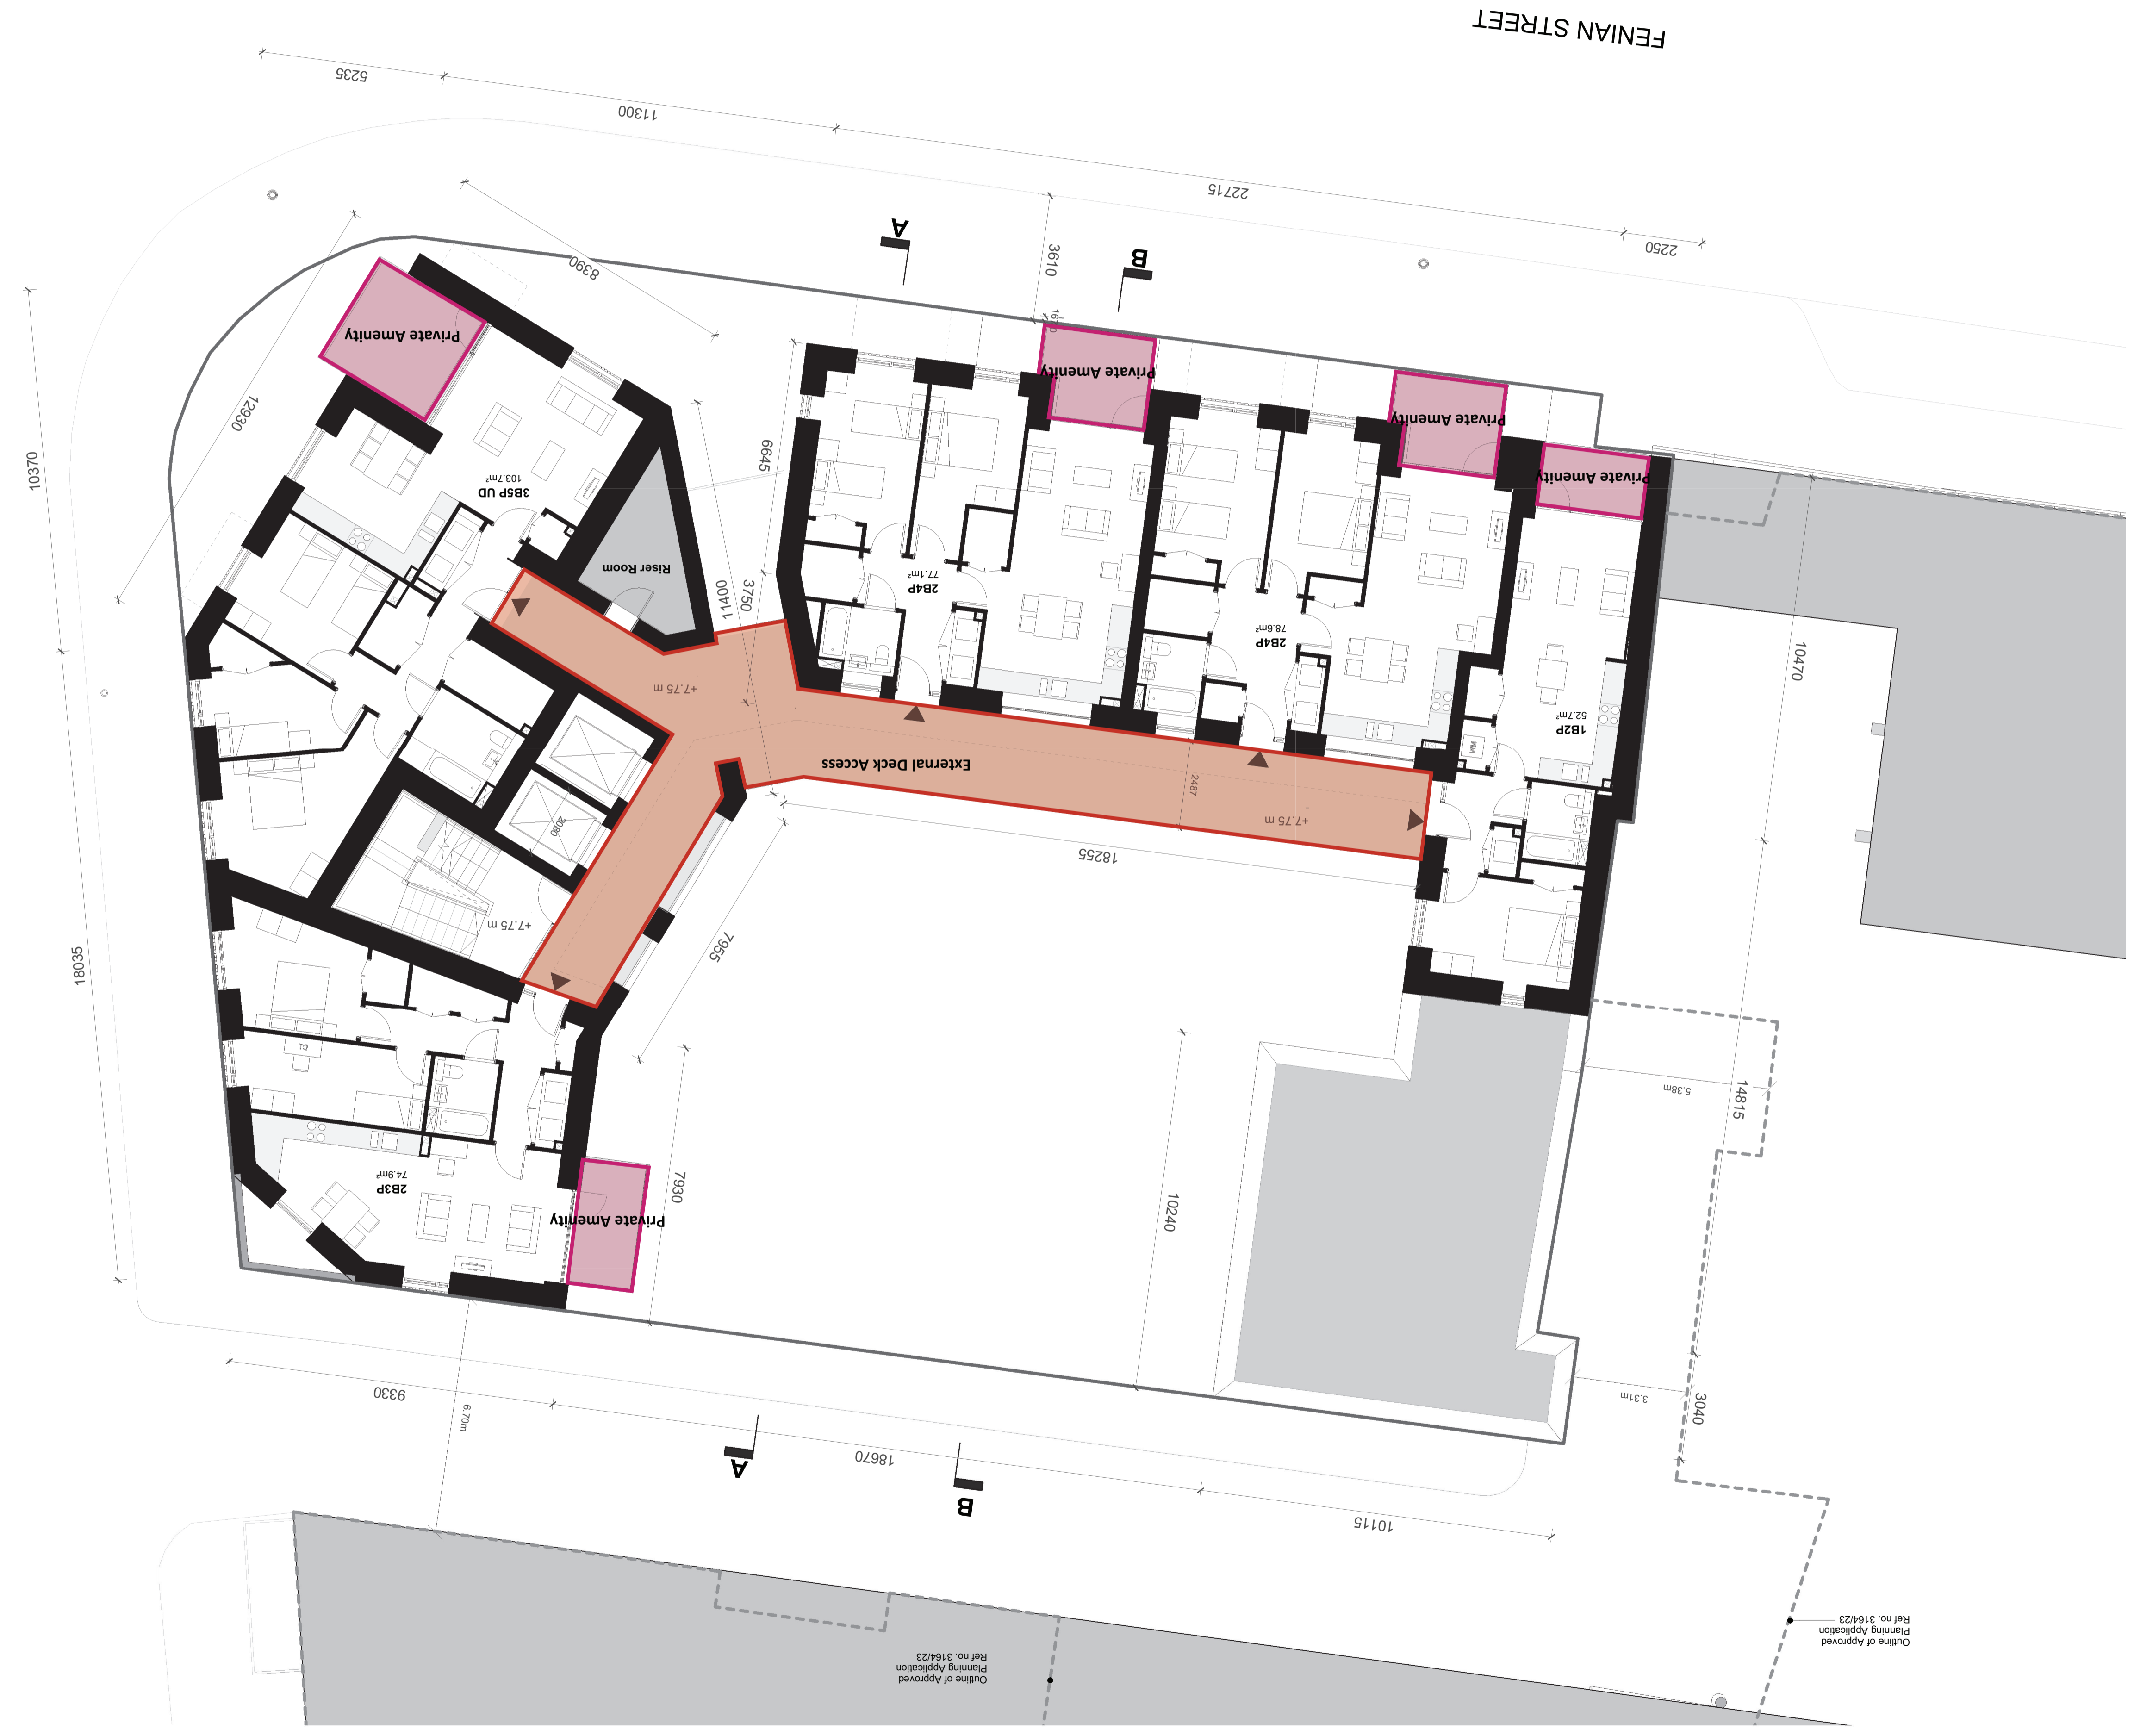 FENIAN STREET
5235
11300
22715
2250
3610
8390
12930
10370
6645
A
B
Private Amenity
Private Amenity
Private Amenity
Private Amenity
3B5P UD
103.7m²
Riser Room
11400
3750
2B4P
77.1m²
2B4P
78.6m²
1B2P
52.7m²
WM
10470
+7.75 m
External Deck Access
2487
+7.75 m
2080
18255
+7.75 m
7955
18035
5.38m
14815
2B3P
74.9m²
Private Amenity
7930
10240
9330
6.70m
3.31m
3040
A
18670
B
10115
Outline of Approved
Planning Application
Ref no. 3164/23
Outline of Approved
Planning Application
Ref no. 3164/23